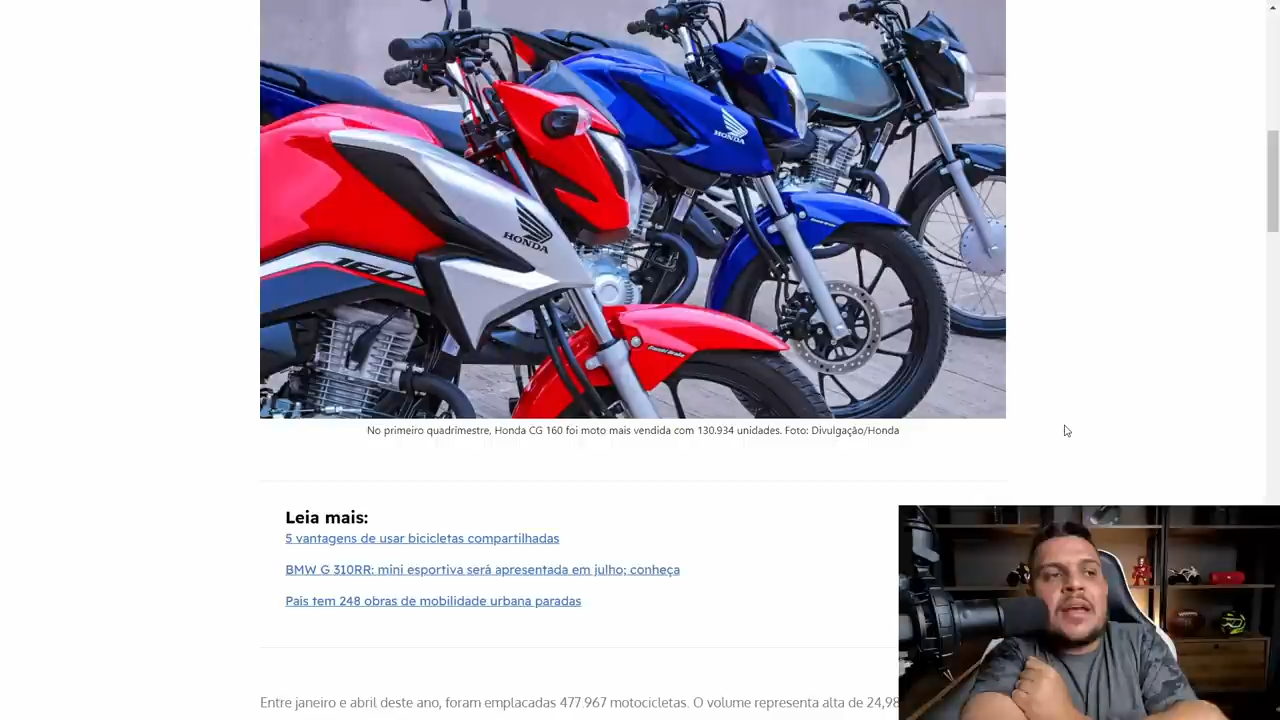 HONDA
HONDA
160
No primeiro quadrimestre, Honda CG 160 foi moto mais vendida com 130.934 unidades. Foto: Divulgação/Honda
Leia mais:
5 vantagens de usar bicicletas compartilhadas
BMW G 310RR: mini esportiva será apresentada em julho; conheça
País tem 248 obras de mobilidade urbana paradas
Entre janeiro e abril deste ano, foram emplacadas 477.967 motocicletas. O volume representa alta de 24,98